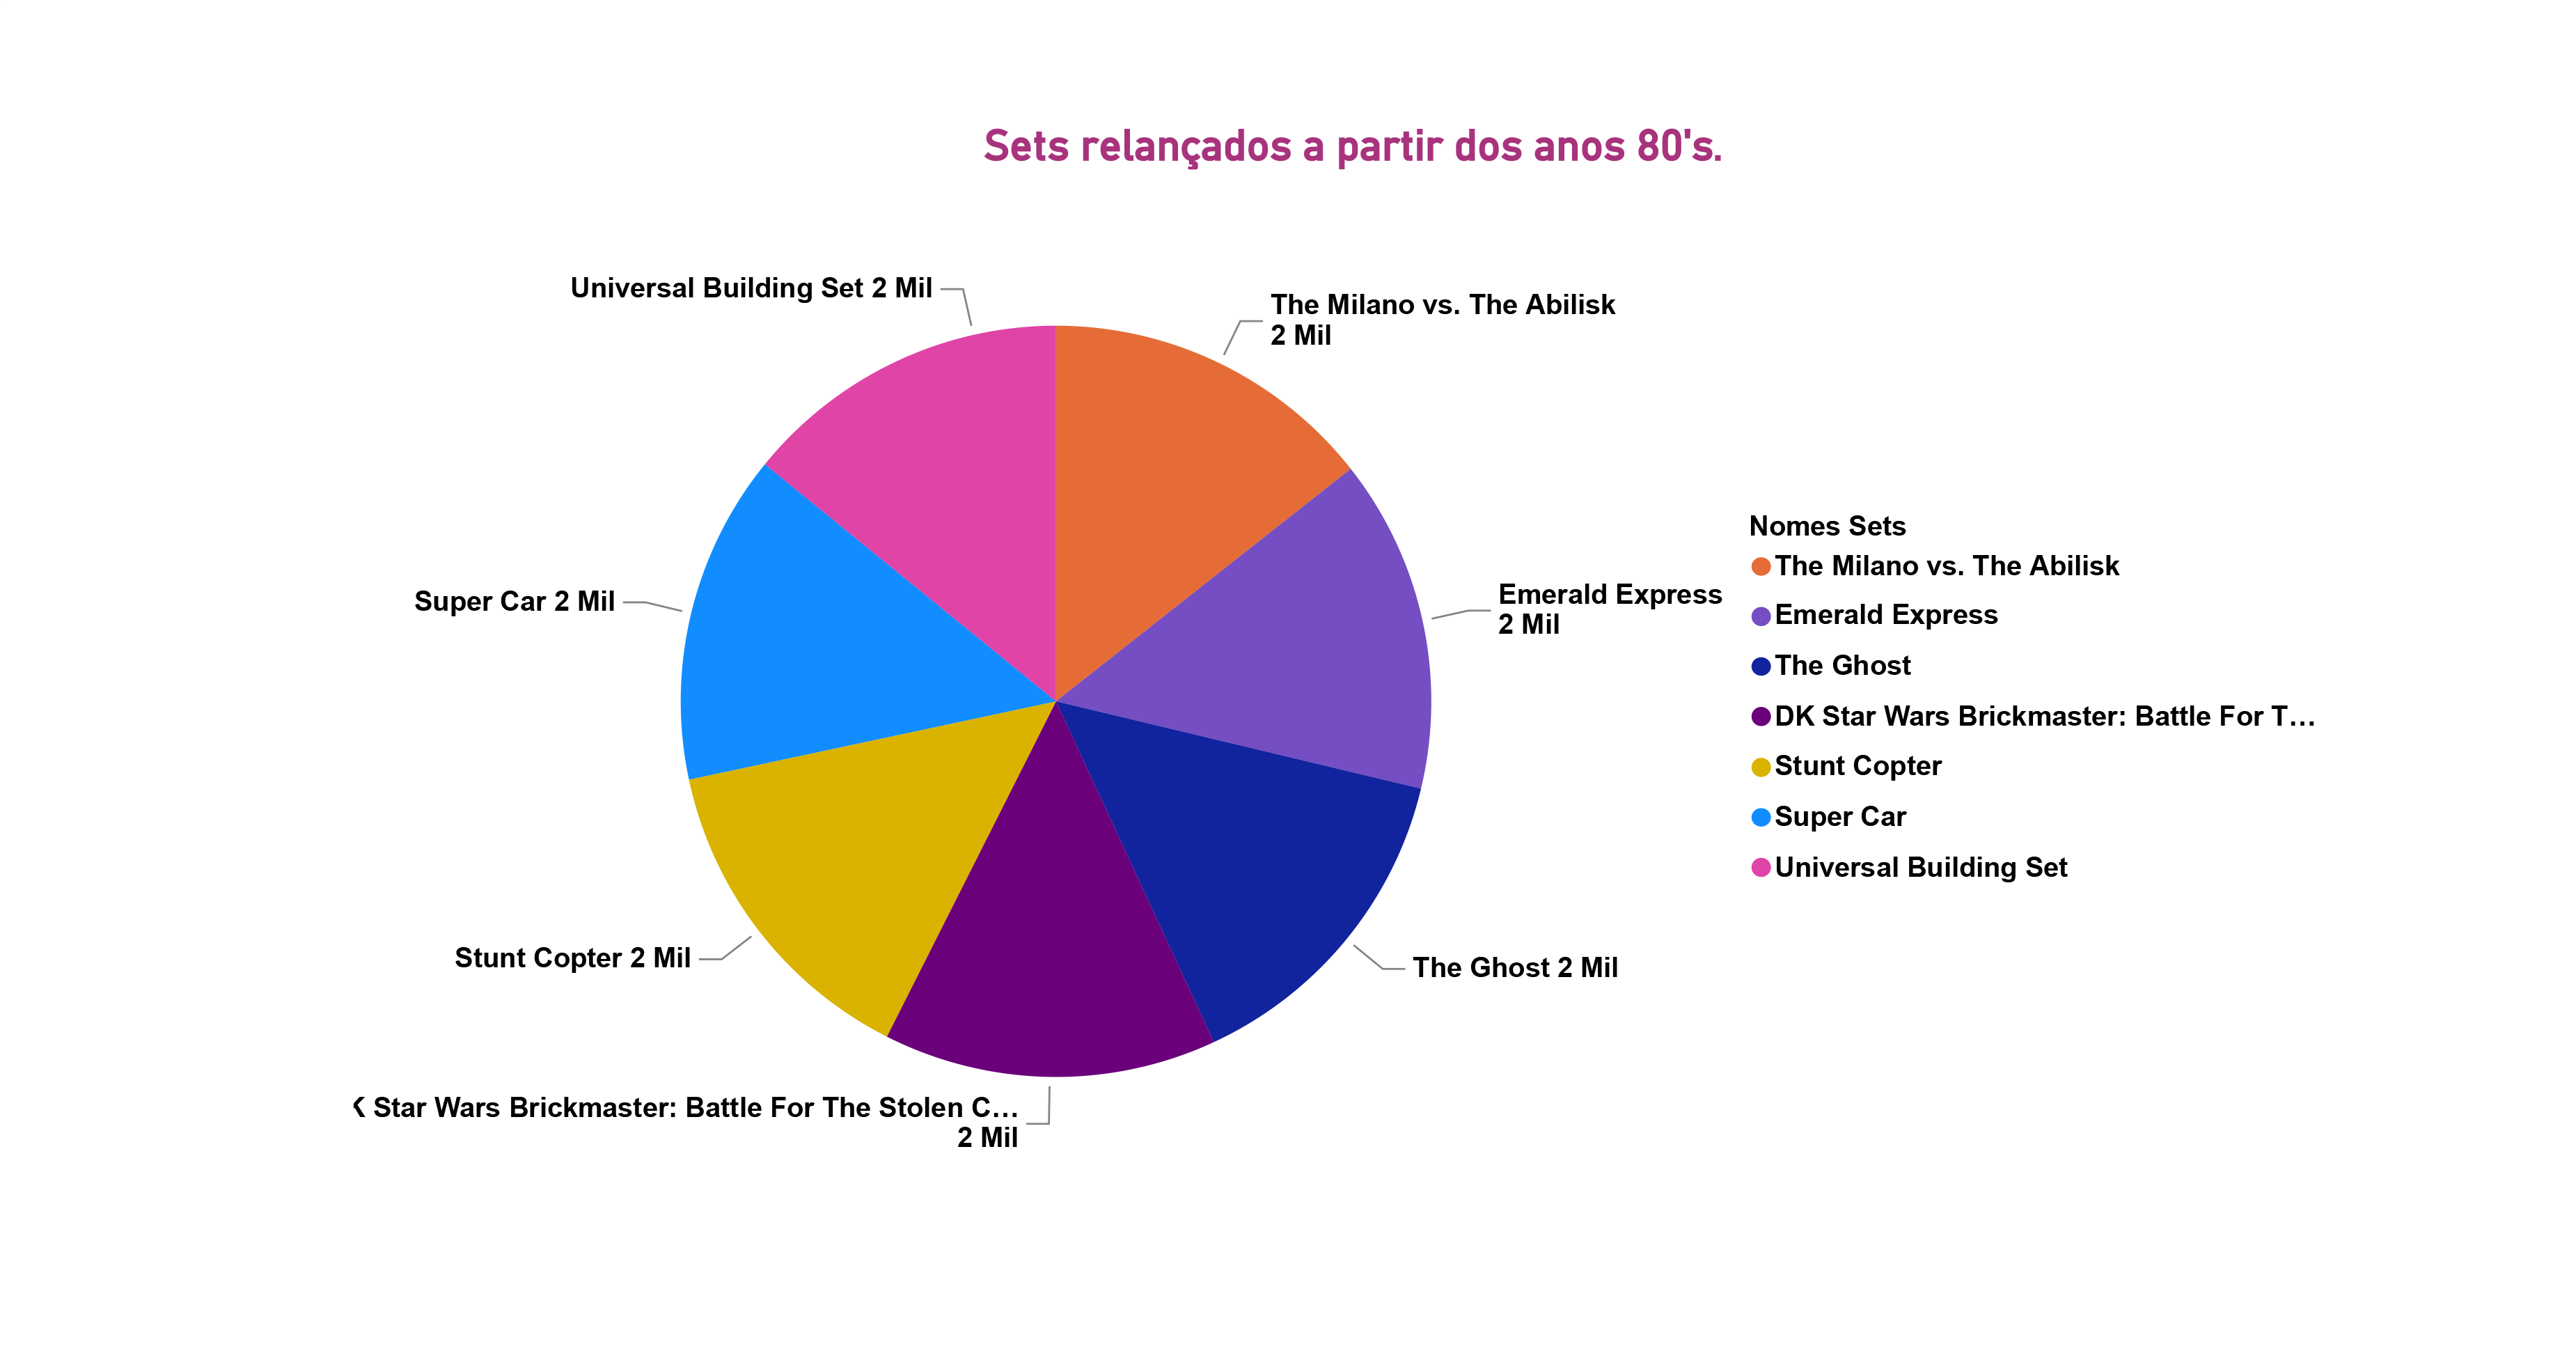 Sets relançados a partir dos anos 80's.
Universal Building Set 2 Mil
The Milano vs. The Abilisk
2 Mil
Super Car 2 Mil
Emerald Express
2 Mil
Stunt Copter 2 Mil
The Ghost 2 Mil
Star Wars Brickmaster: Battle For The Stolen C…
2 Mil
Nomes Sets
The Milano vs. The Abilisk
Emerald Express
The Ghost
DK Star Wars Brickmaster: Battle For T…
Stunt Copter
Super Car
Universal Building Set